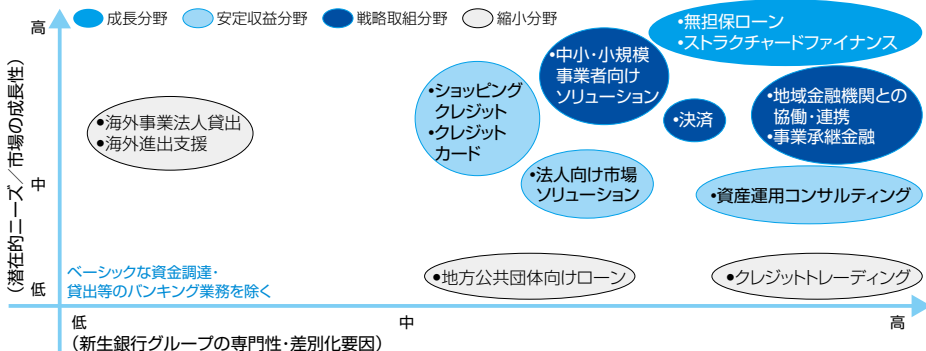 成長分野 安定収益分野 戦略取組分野 縮小分野
高
(潜在的ニーズ/市場の成長性)
中
低
•無担保ローン
•ストラクチャードファイナンス
•中小・小規模
事業者向け
ソリューション
•ショッピング
クレジット
•クレジット
カード
•決済
•地域金融機関との
協働・連携
•事業承継金融
•海外事業法人貸出
•海外進出支援
•法人向け市場
ソリューション
•資産運用コンサルティング
ベーシックな資金調達・
貸出等のバンキング業務を除く
•地方公共団体向けローン
•クレジットトレーディング
低 中 高
(新生銀行グループの専門性・差別化要因)